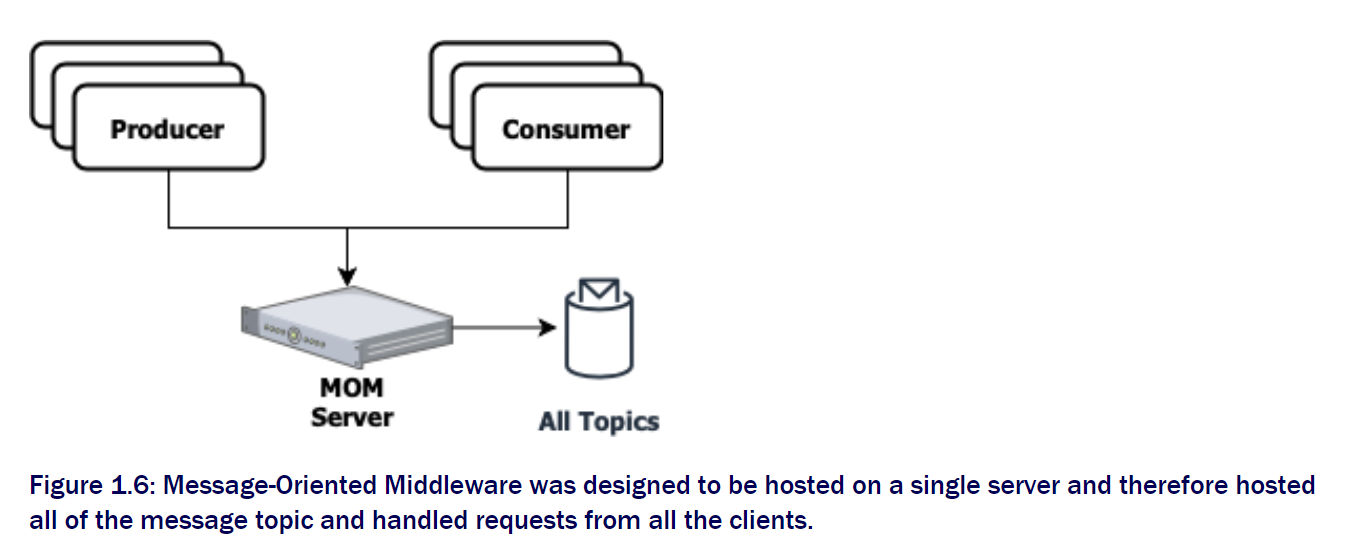 Producer
Consumer
MOM
Server
All Topics
Figure 1.6: Message-Oriented Middleware was designed to be hosted on a single server and therefore hosted
all of the message topic and handled requests from all the clients.